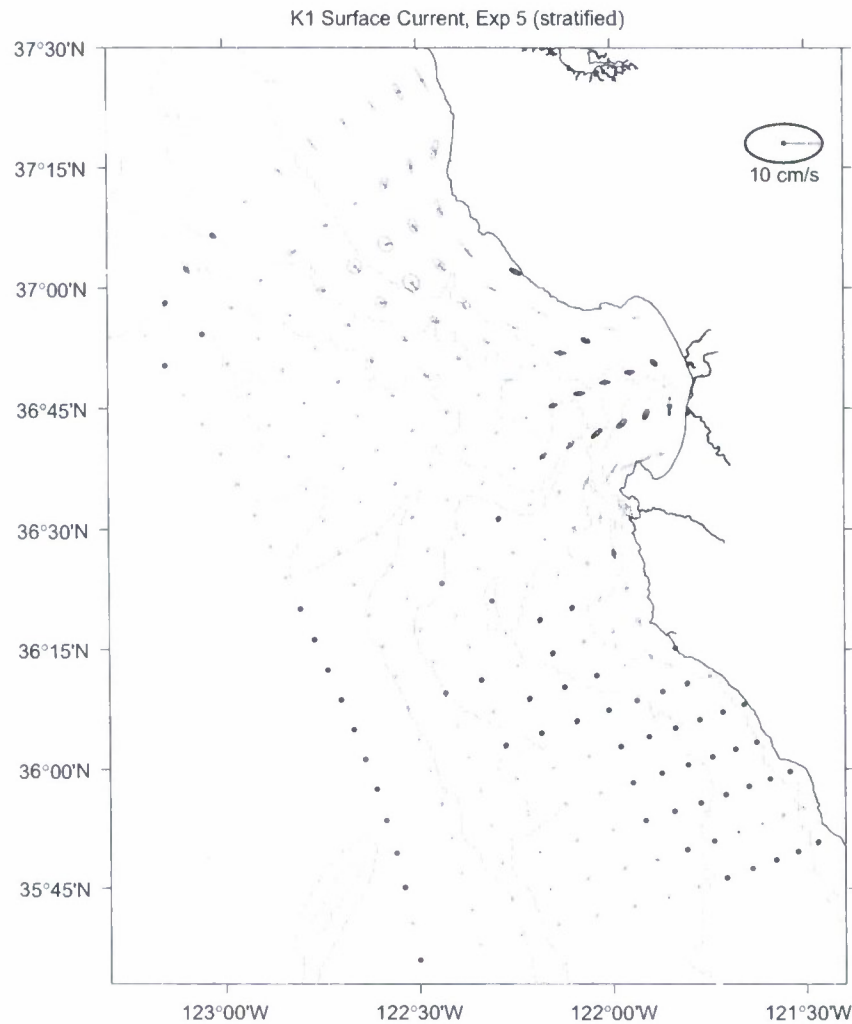 K1 Surface Current, Exp 5 (stratified)
37°30'N
37°15'N
10 cm/s
37°00'N
36°45'N
36°30'N
36°15'N
36°00'N
35°45'N
123°00'W 122°30'W 122°00'W 121°30'W